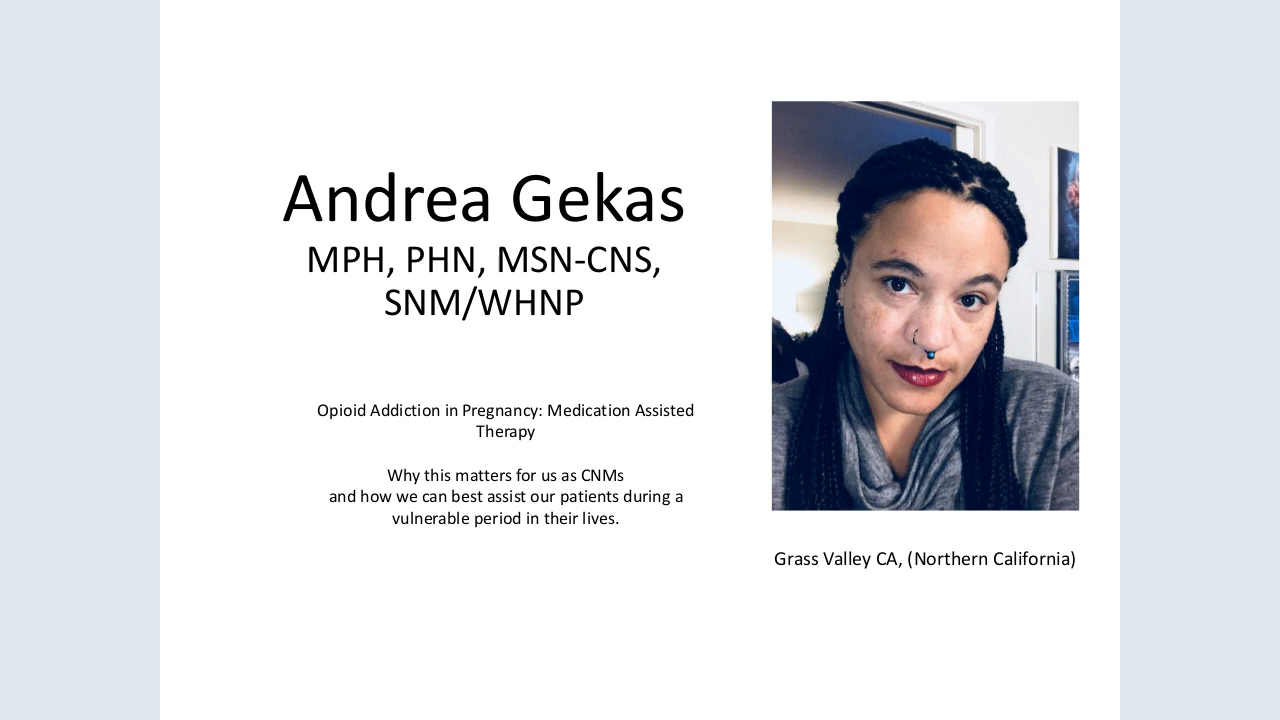 Andrea Gekas
MPH, PHN, MSN-CNS,
SNM/WHNP
Opioid Addiction in Pregnancy: Medication Assisted
Therapy
Why this matters for us as CNMs
and how we can best assist our patients during a
vulnerable period in their lives.
Grass Valley CA, (Northern California)